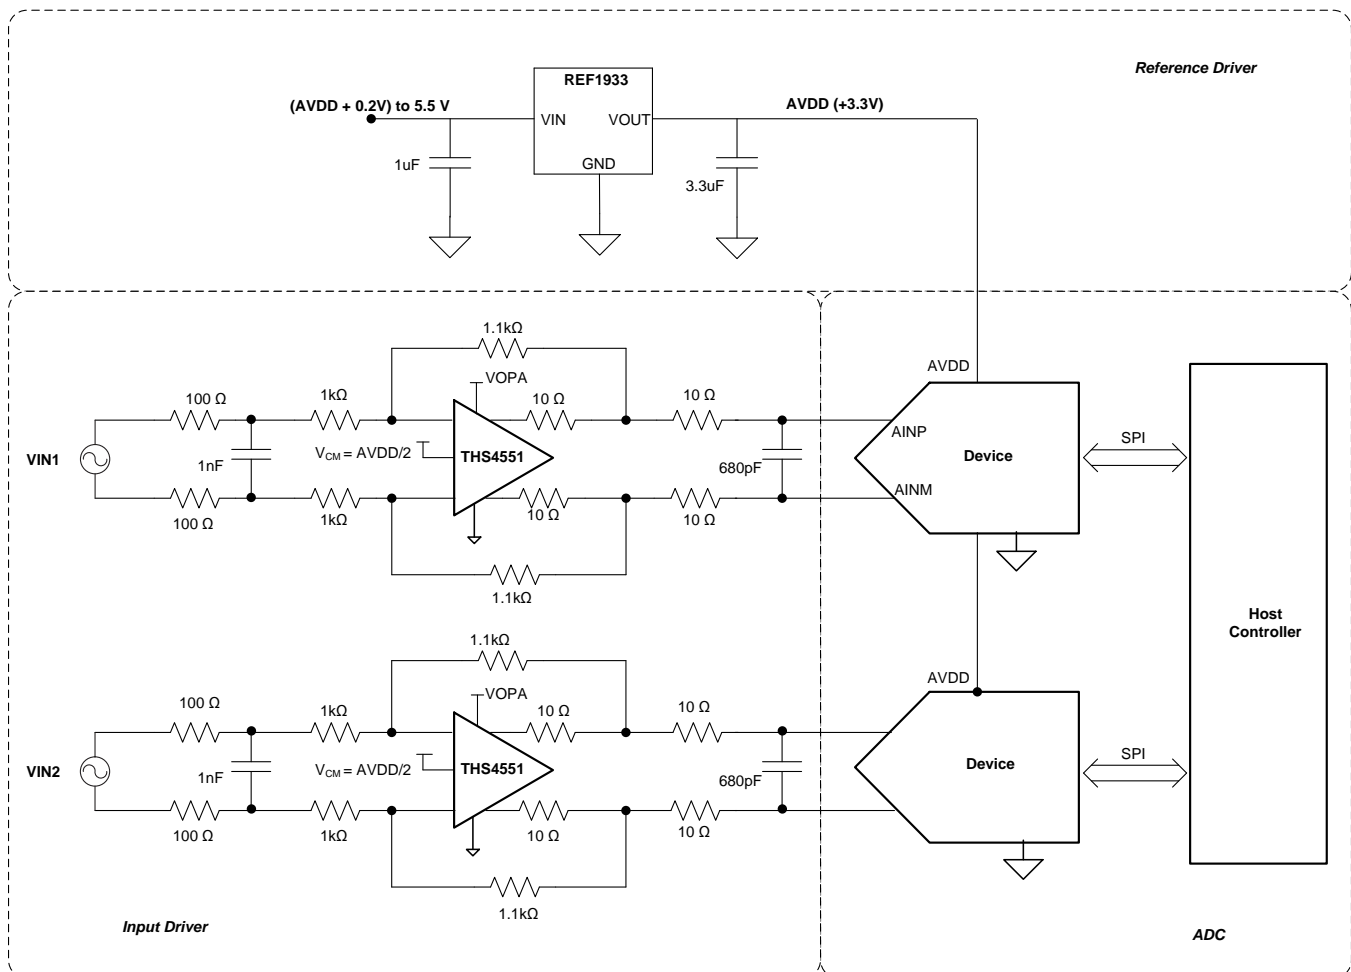 REF1933
Reference Driver
(AVDD + 0.2V) to 5.5 V
AVDD (+3.3V)
VIN
VOUT
1uF
GND
3.3uF
1.1kΩ
AVDD
VOPA
100 Ω
1kΩ
10 Ω
10 Ω
AINP
SPI
VIN1
1nF
VCM = AVDD/2
THS4551
680pF
Device
AINM
100 Ω
1kΩ
10 Ω
10 Ω
1.1kΩ
Host
Controller
1.1kΩ
AVDD
VOPA
100 Ω
1kΩ
10 Ω
10 Ω
SPI
VIN2
1nF
VCM = AVDD/2
THS4551
680pF
Device
100 Ω
1kΩ
10 Ω
10 Ω
1.1kΩ
Input Driver
ADC